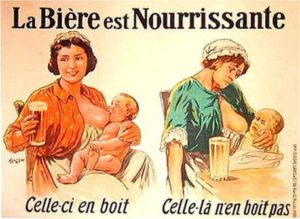 La Bière est Nourrissante
Celle-ci en boit
Celle-là n'en boit pas